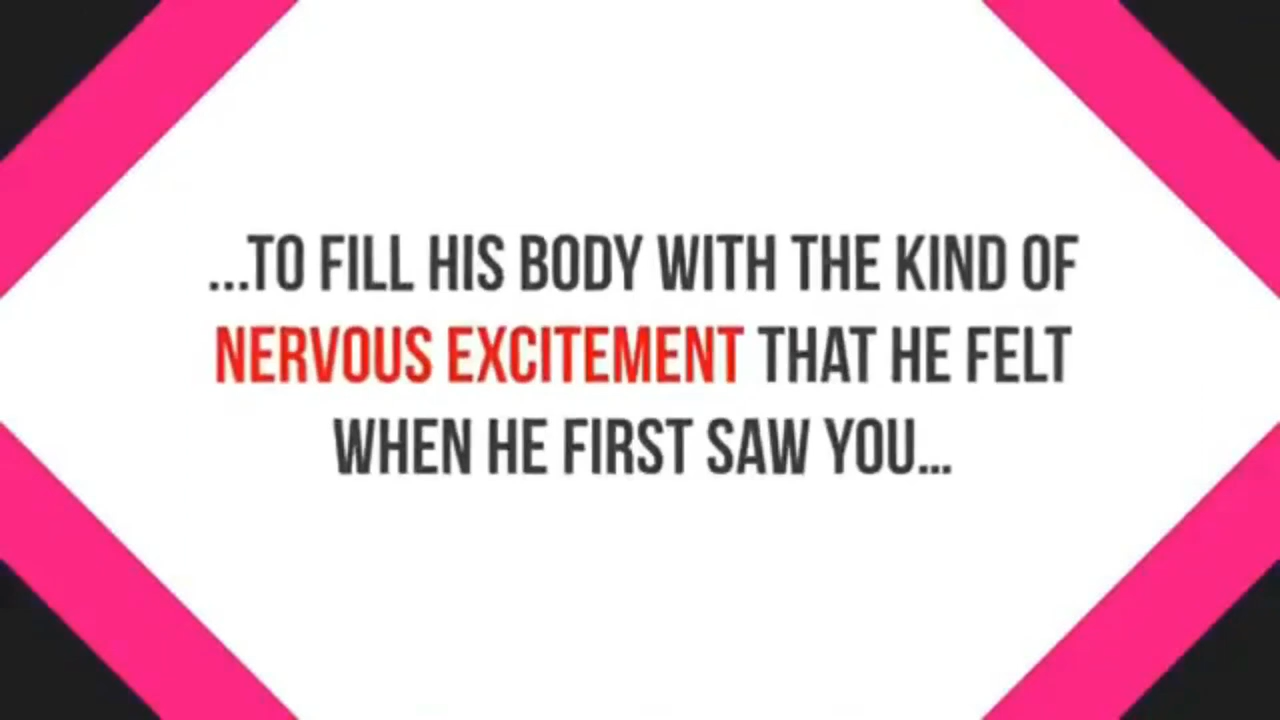 ...TO FILL HIS BODY WITH THE KIND OF
NERVOUS EXCITEMENT THAT HE FELT
WHEN HE FIRST SAW YOU...